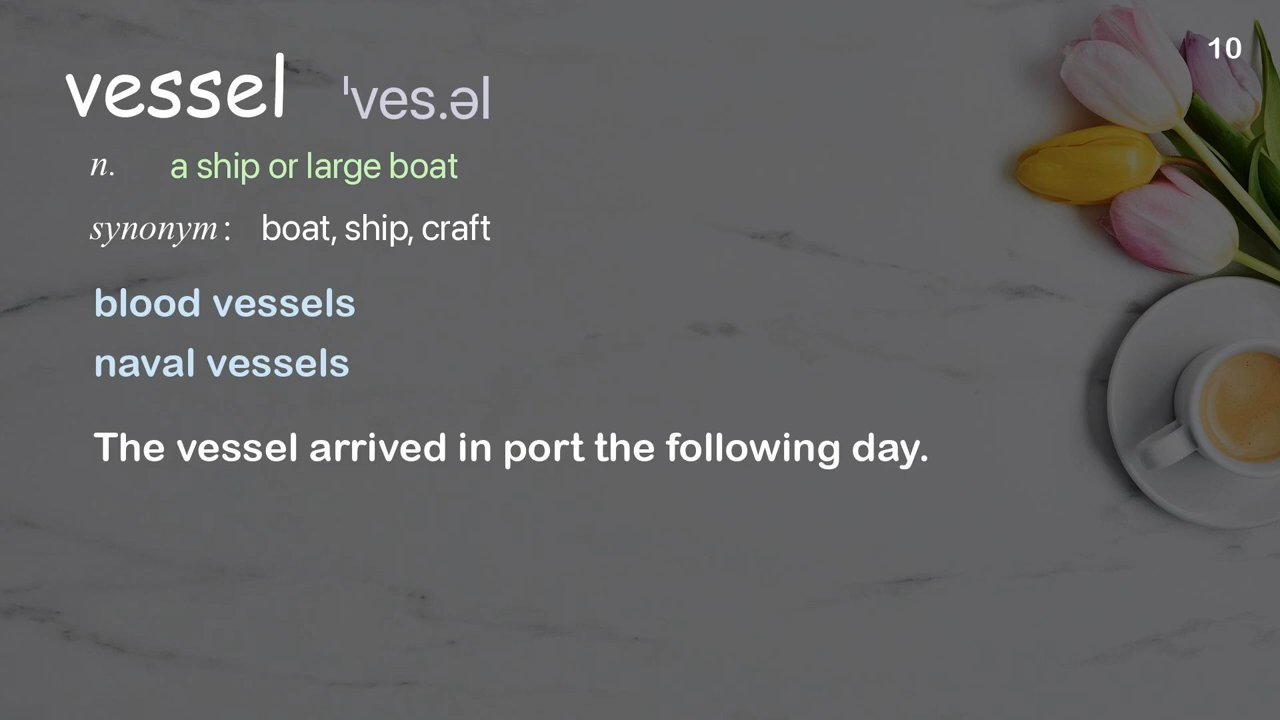 10
vessel ˈves.əl
n. a ship or large boat
synonym: boat, ship, craft
blood vessels
naval vessels
The vessel arrived in port the following day.